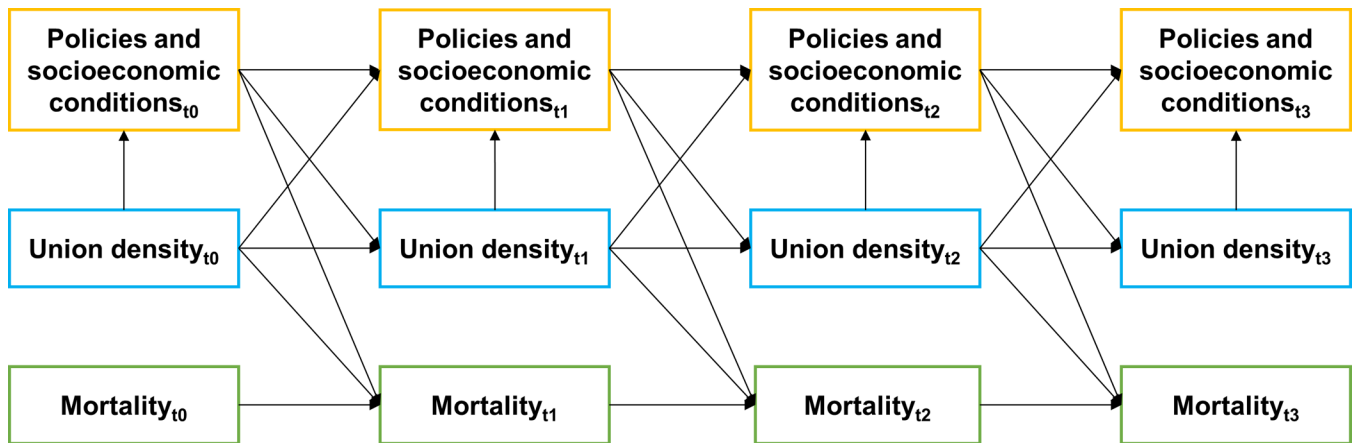 Policies and
socioeconomic
conditionst0
Policies and
socioeconomic
conditionst1
Policies and
socioeconomic
conditionst2
Policies and
socioeconomic
conditionst3
Union densityt0
Union densityt1
Union densityt2
Union densityt3
Mortalityt0
Mortalityt1
Mortalityt2
Mortalityt3